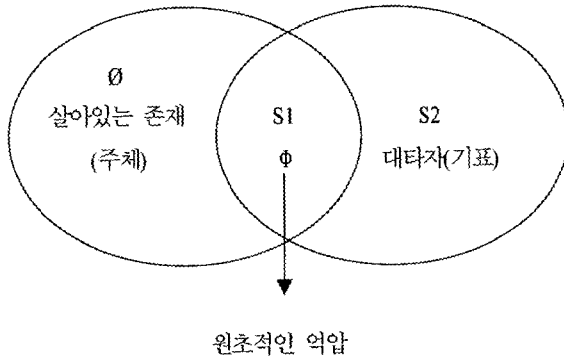 Ø
살아있는 존재
(주체)
S1
Φ
S2
대타자(기표)
원초적인 억압